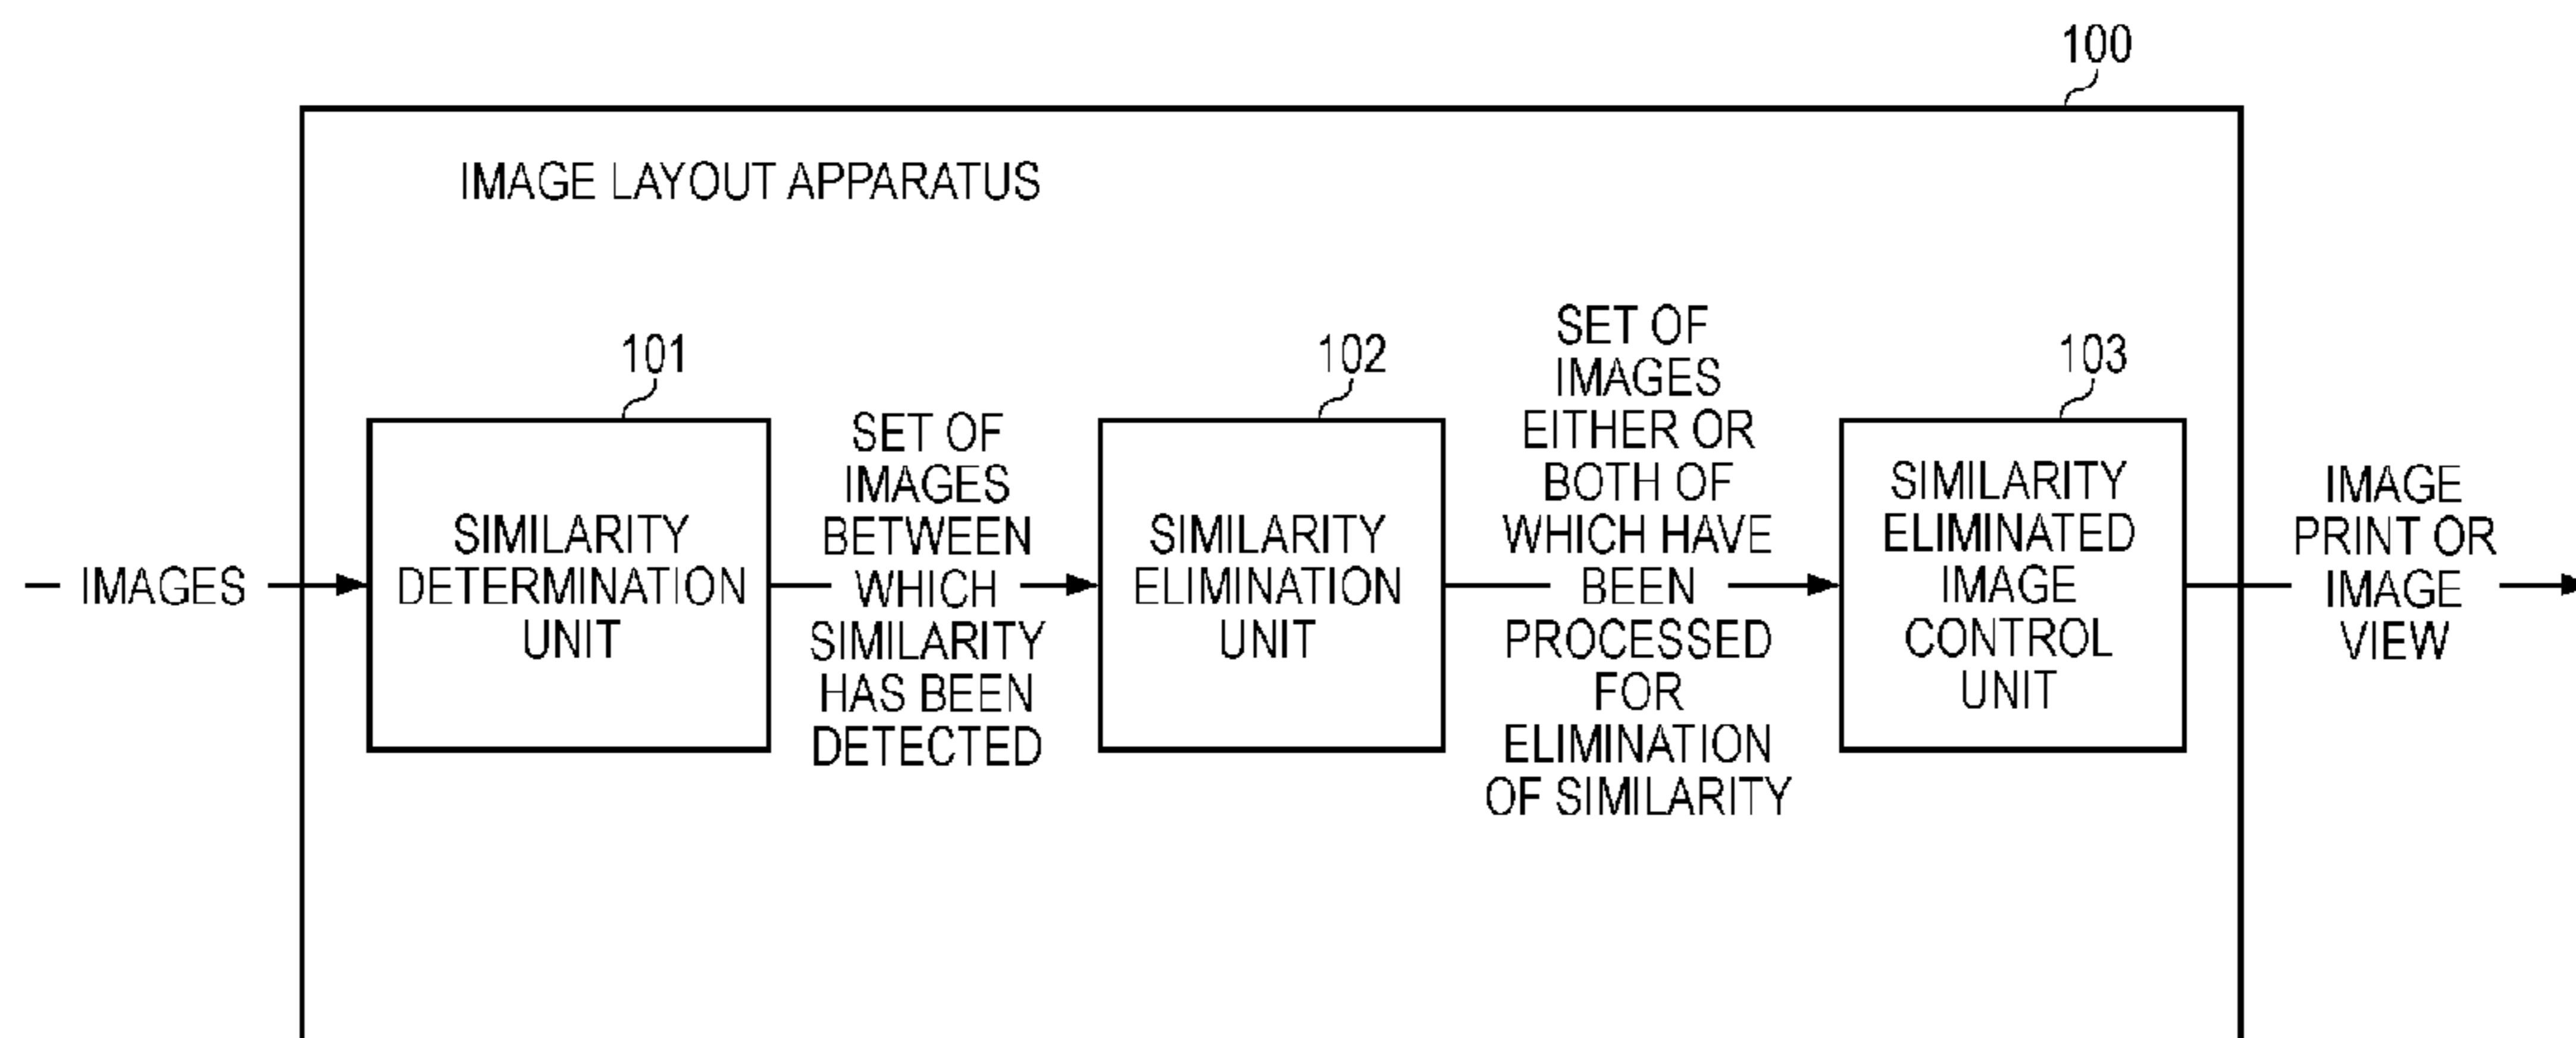 100
IMAGE LAYOUT APPARATUS
IMAGES
101
SIMILARITY
DETERMINATION
UNIT
SET OF
IMAGES
BETWEEN
WHICH
SIMILARITY
HAS BEEN
DETECTED
102
SIMILARITY
ELIMINATION
UNIT
SET OF
IMAGES
EITHER OR
BOTH OF
WHICH HAVE
BEEN
PROCESSED
FOR
ELIMINATION
OF SIMILARITY
103
SIMILARITY
ELIMINATED
IMAGE
CONTROL
UNIT
IMAGE
PRINT OR
IMAGE
VIEW